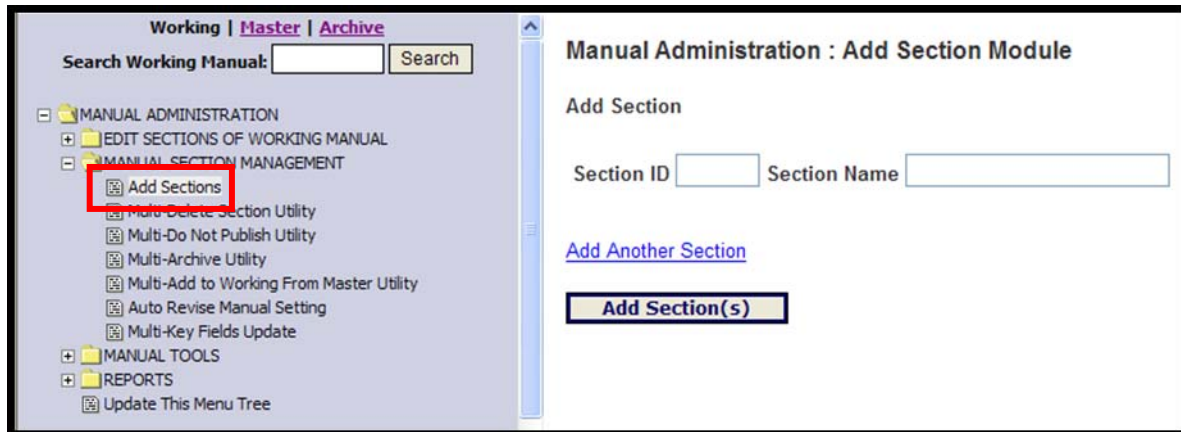 Working | Master | Archive
Search Working Manual: Search
MANUAL ADMINISTRATION
EDIT SECTIONS OF WORKING MANUAL
MANUAL SECTION MANAGEMENT
Add Sections
Multi-Delete Section Utility
Multi-Do Not Publish Utility
Multi-Archive Utility
Multi-Add to Working From Master Utility
Auto Revise Manual Setting
Multi-Key Fields Update
MANUAL TOOLS
REPORTS
Update This Menu Tree
Manual Administration : Add Section Module
Add Section
Section ID Section Name
Add Another Section
Add Section(s)